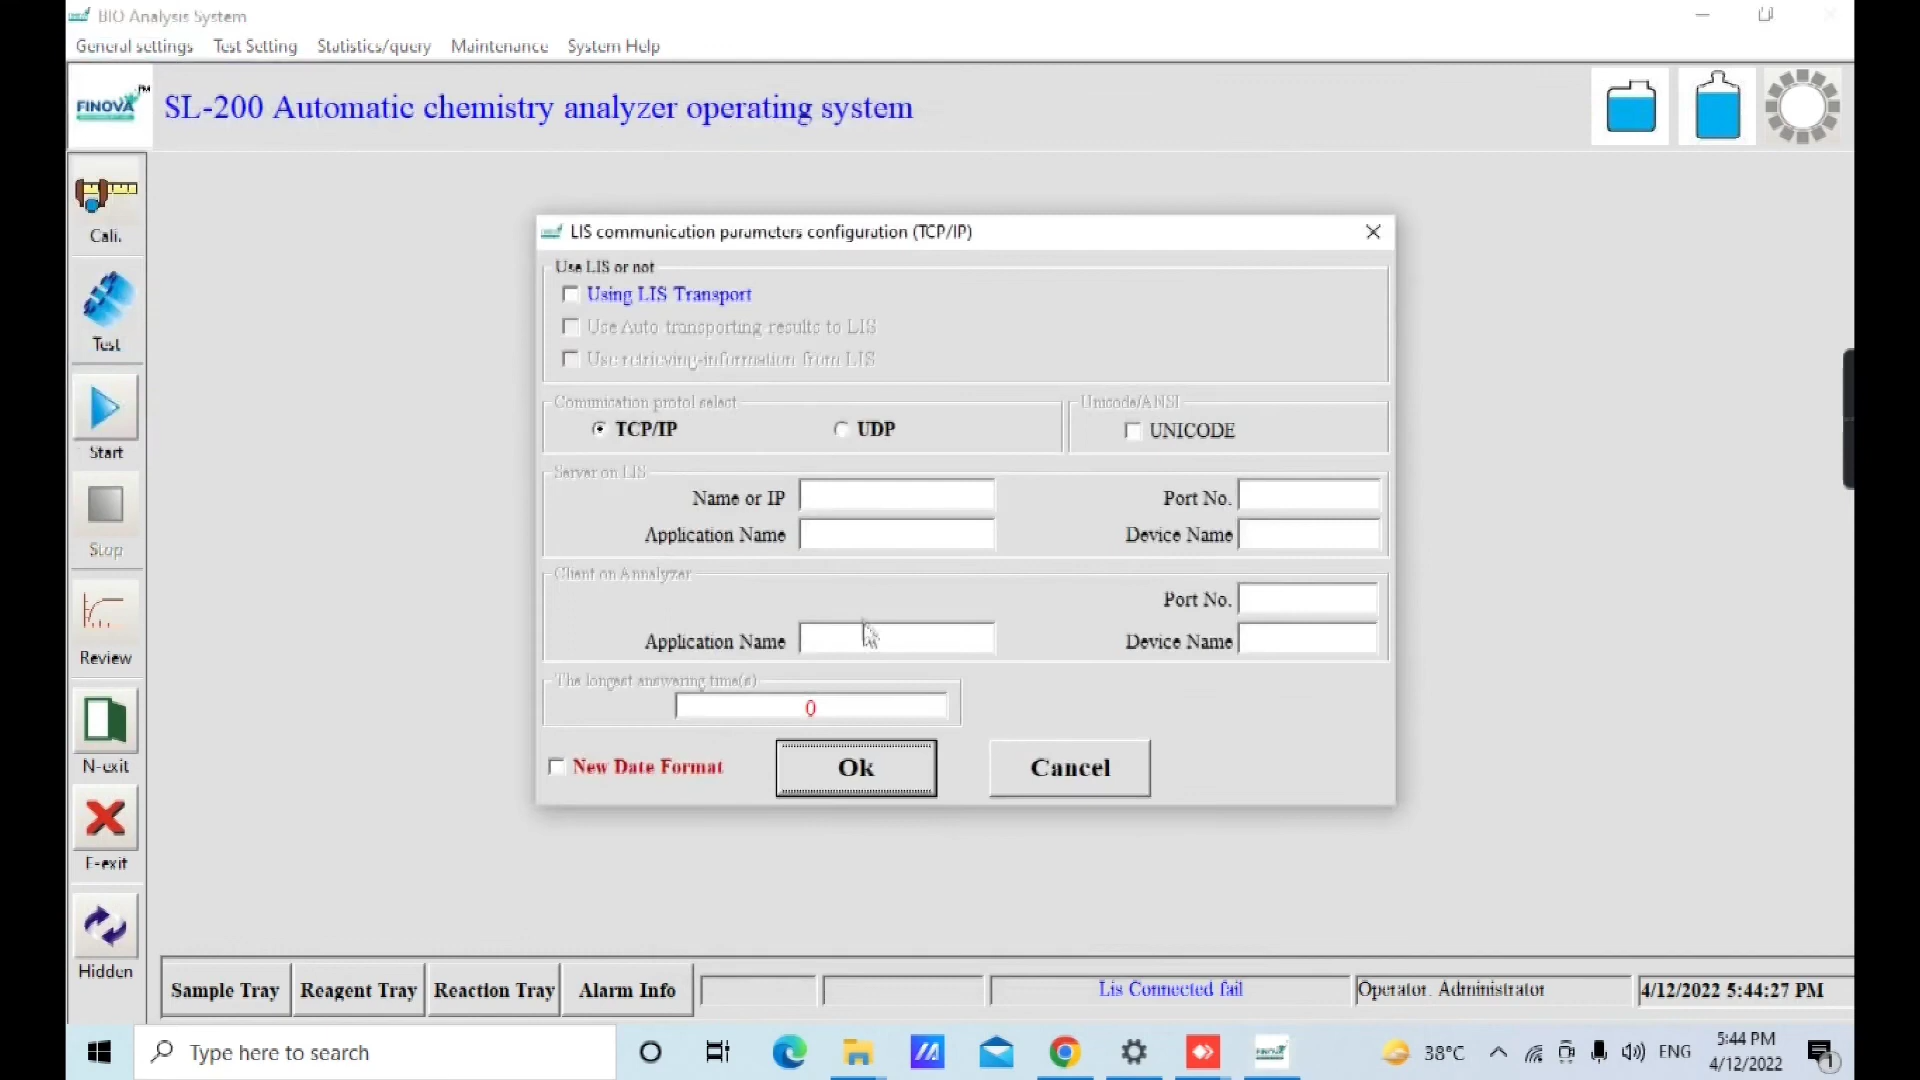 BIO Analysis System
General settings Test Setting Statistics/query Maintenance System Help
FINOVA TM
SL-200 Automatic chemistry analyzer operating system
Cali.
Test
Start
Stop
Review
N-exit
E-exit
Hidden
LIS communication parameters configuration (TCP/IP)
Use LIS or not
Using LIS Transport
Use Auto transporting results to LIS
Use retrieving-information from LIS
Comunication protol select
TCP/IP UDP
Unicode/ANSI
UNICODE
Server on LIS
Name or IP Port No.
Application Name Device Name
Client on Annalyzer
Port No.
Application Name Device Name
The longest answering time(s)
0
New Date Format Ok Cancel
Sample Tray Reagent Tray Reaction Tray Alarm Info Lis Connected fail Operator. Administrator 4/12/2022 5:44:27 PM
Type here to search
38°C ENG
5:44 PM
4/12/2022
1